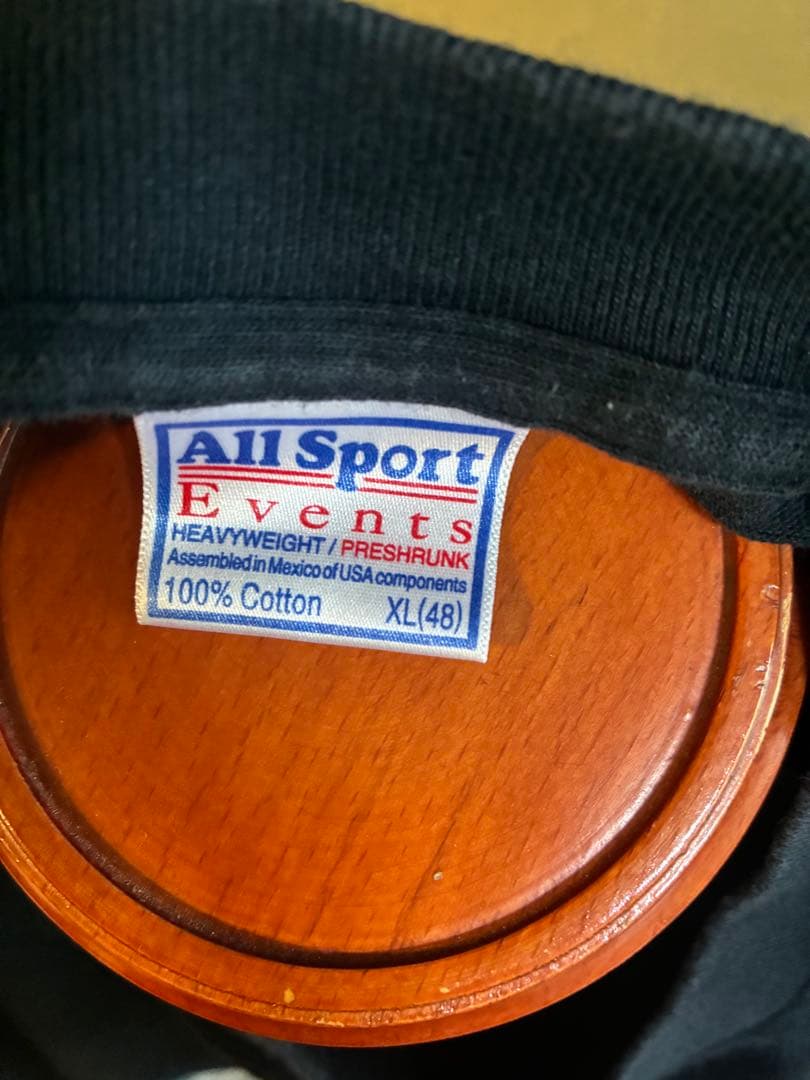 All Sport
Events
HEAVYWEIGHT / PRESHRUNK
Assembled in Mexico of USA components
100% Cotton XL(48)